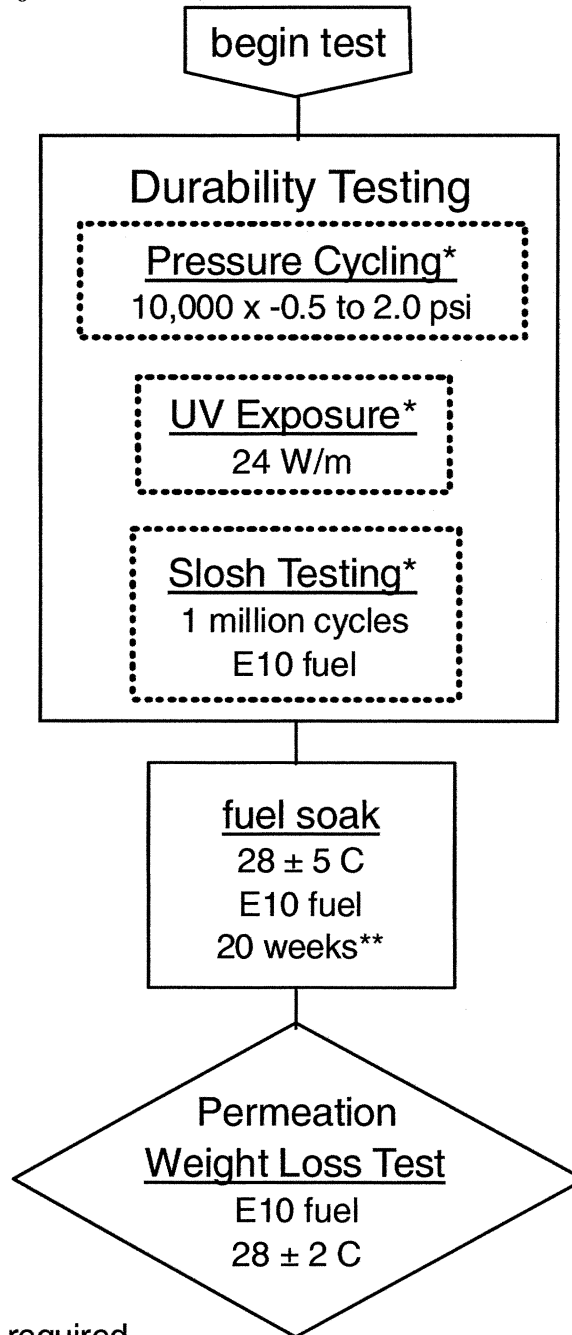 begin test
Durability Testing
Pressure Cycling*
10,000 x -0.5 to 2.0 psi
UV Exposure*
24 W/m
Slosh Testing*
1 million cycles
E10 fuel
fuel soak
28 ± 5 C
E10 fuel
20 weeks**
Permeation
Weight Loss Test
E10 fuel
28 ± 2 C
required